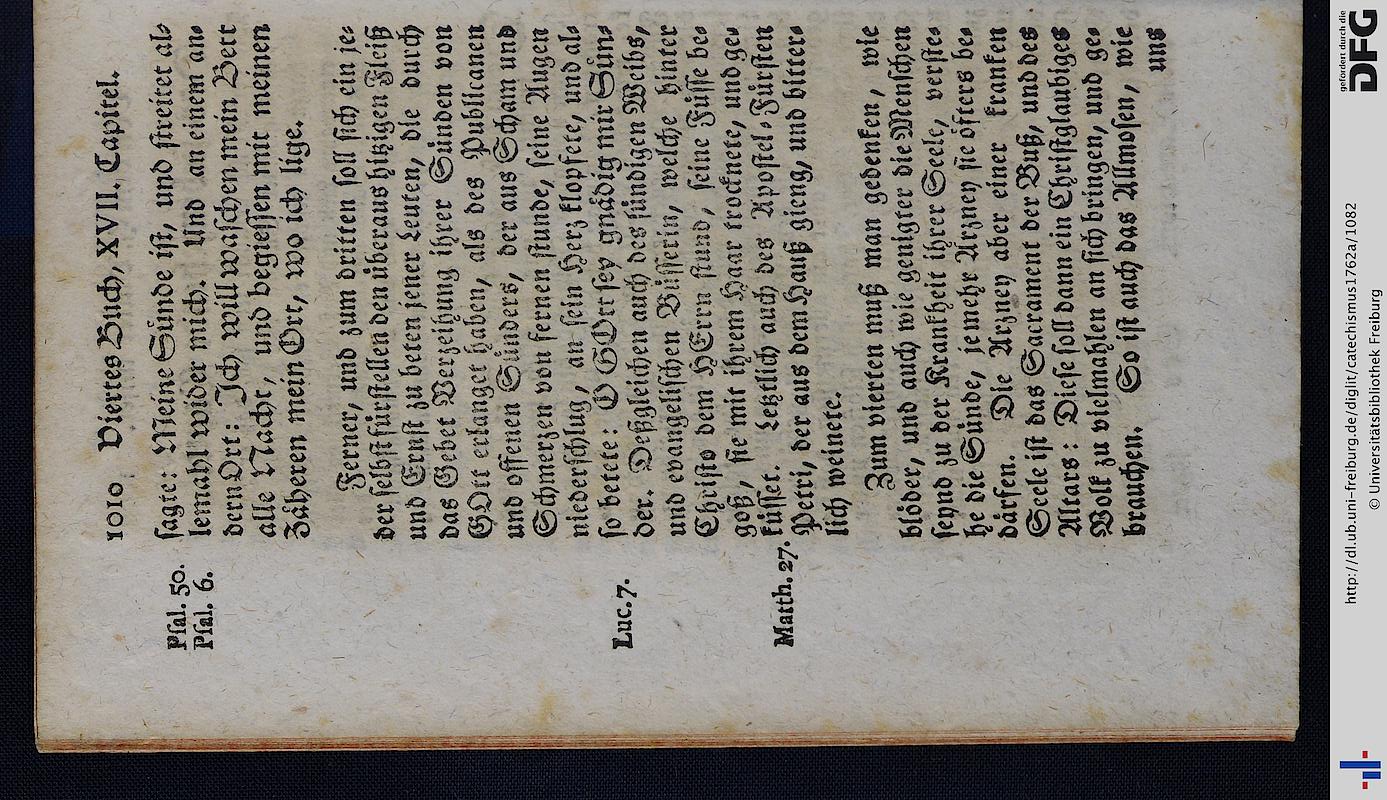 1010 Viertes Buch, XVII. Capitel.
sagte: Meine Sünde ist, und streitet al-
lemahl wider mich. Und an einem an-
dern Ort: Ich will waschen mein Bett
alle Nacht, und begiessen mit meinen
Zäheren mein Ort, wo ich lige.
Psal. 50.
Psal. 6.
Ferner, und zum dritten soll sich ein je-
der selbst fürstellen den überaus hitzigen Fleiß
und Ernst zu beten jener Leuten, die durch
das Gebet Verzeihung ihrer Sünden von
GOtt erlanget haben, als des Publicanen
und offenen Sünders, der aus Scham und
Schmerzen von fernen stunde, seine Augen
niederschlug, an sein Herz klopfete, und al-
so betete: O GOtt sey gnädig mir Sün-
der. Deßgleichen auch des sündigen Weibs,
und evangelischen Büsserin, welche hinter
Christo dem HErrn stund, seine Füsse be-
goß, sie mit ihrem Haar trocknete, und ge-
küsset. Letzlich auch des Apostel-Fürsten
Petri, der aus dem Hauß gieng, und bitter-
lich weinete.
Luc. 7.
Matth. 27.
Zum vierten muß man gedenken, wie
blöder, und auch wie genigter die Menschen
seynd zu der Krankheit ihrer Seele, verste-
he die Sünde, je mehr Arzney sie öfters be-
därfen. Die Arzney aber einer kranken
Seele ist das Sacrament der Buß, und des
Altars: Diese soll dann ein Christglaubiges
Volk zu vielmahlen an sich bringen, und ge-
brauchen. So ist auch das Allmosen, wie
uns
gefördert durch die
DFG
http://dl.ub.uni-freiburg.de/diglit/catechismus1762a/1082
© Universitätsbibliothek Freiburg